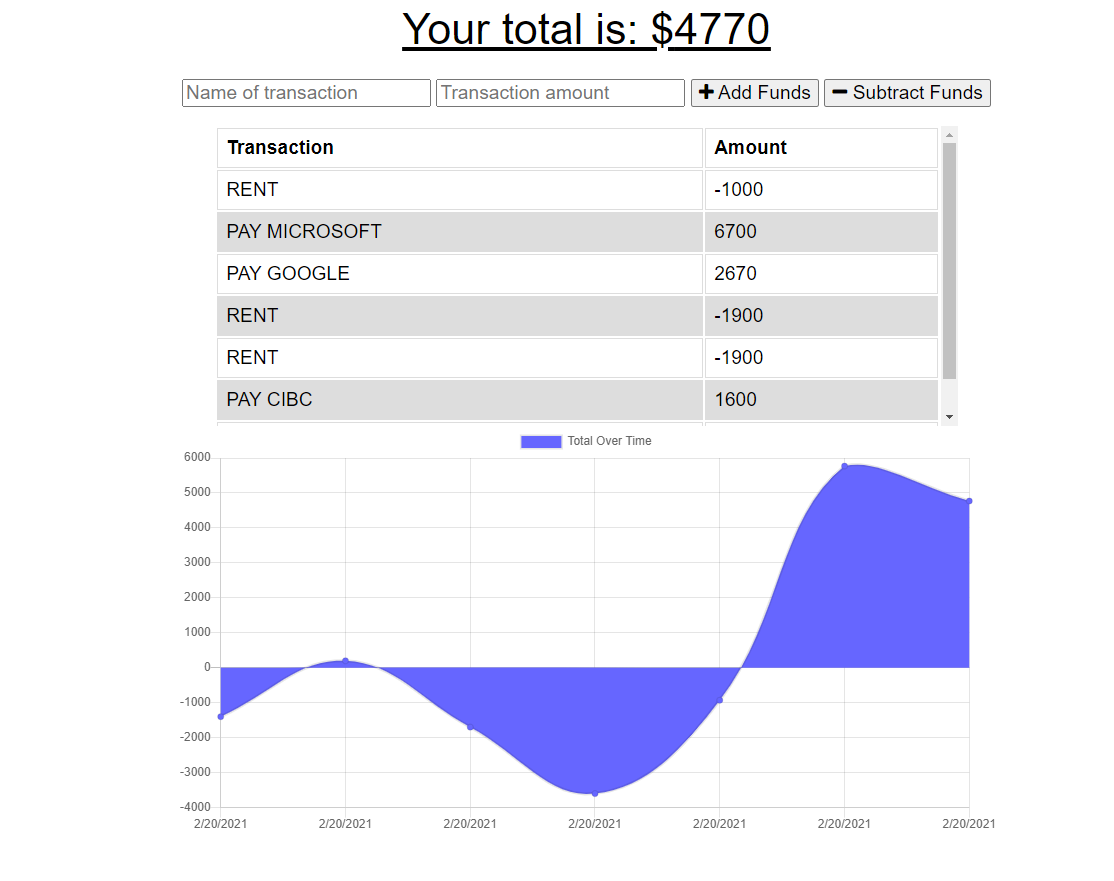 Your total is: $4770
Name of transaction Transaction amount Add Funds Subtract Funds
Transaction Amount
RENT -1000
PAY MICROSOFT 6700
PAY GOOGLE 2670
RENT -1900
RENT -1900
PAY CIBC 1600
Total Over Time
6000
5000
4000
3000
2000
1000
0
-1000
-2000
-3000
-4000
2/20/2021 2/20/2021 2/20/2021 2/20/2021 2/20/2021 2/20/2021 2/20/2021